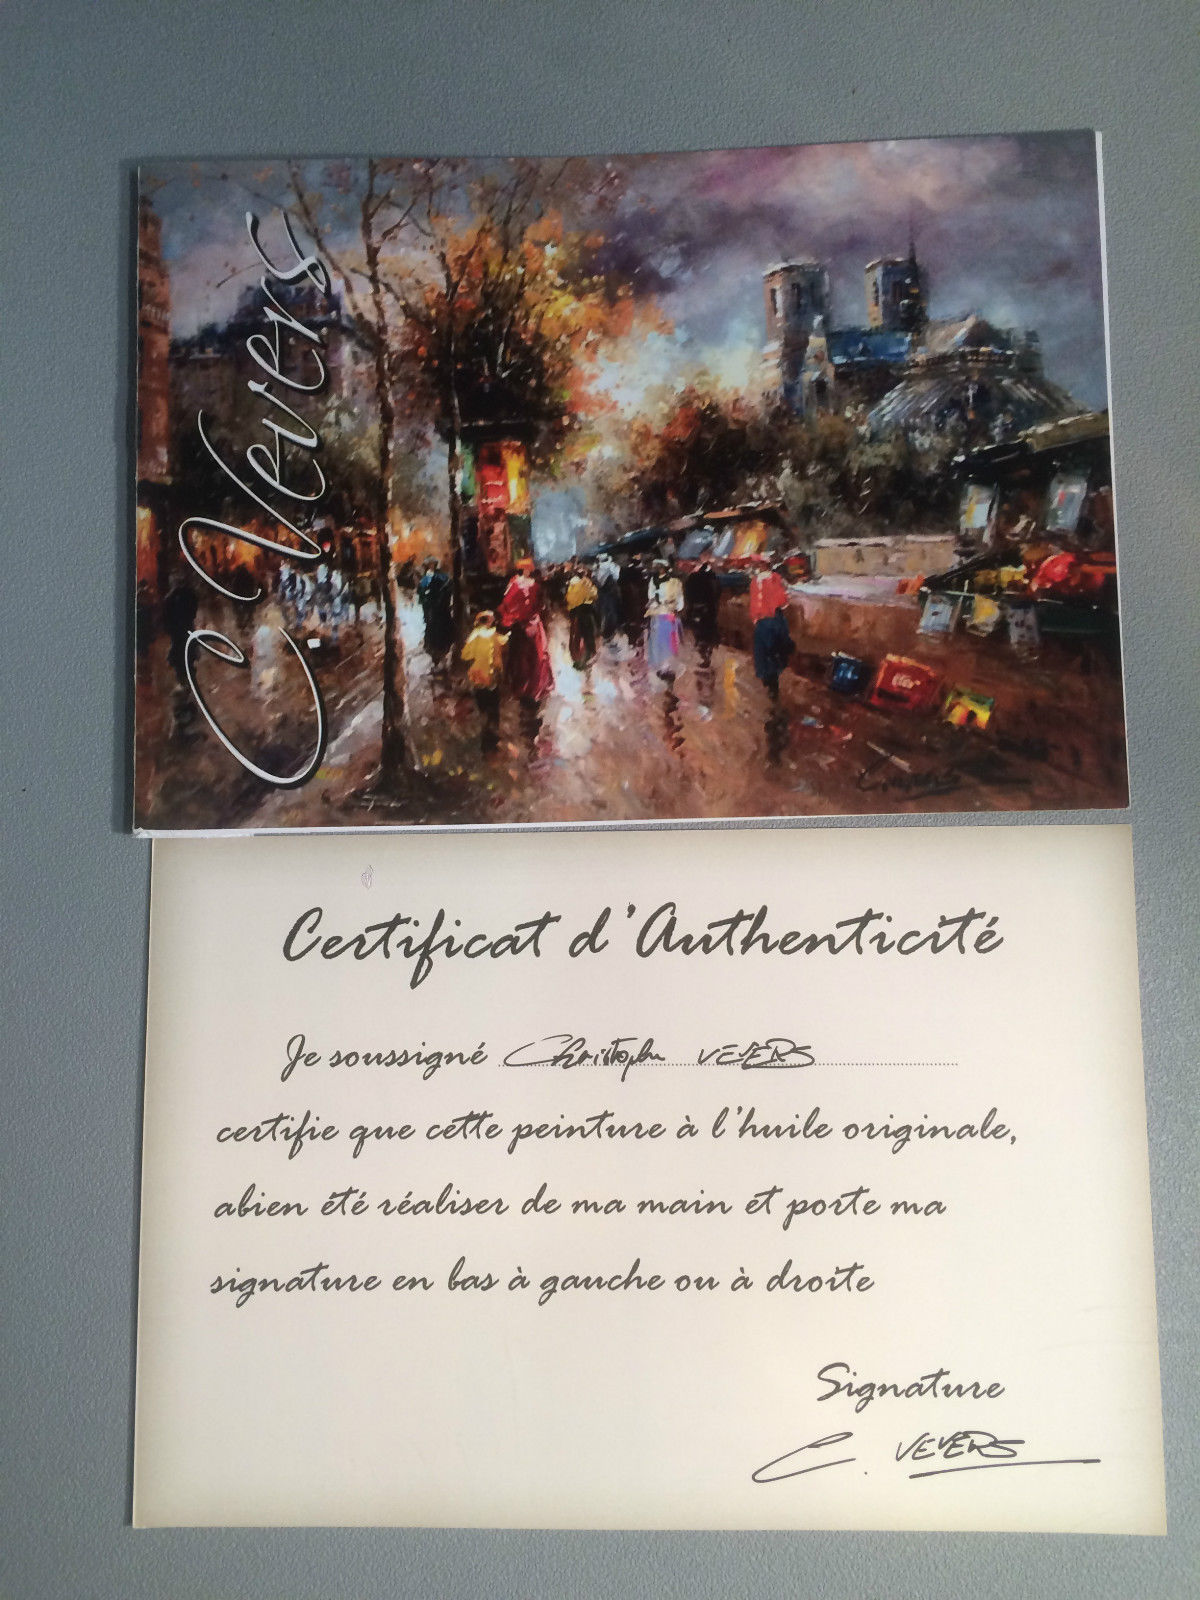 C Vevers
C. Vevers
Certificat d'Authenticité
Je soussigné Christophe VEVERS
certifie que cette peinture à l'huile originale,
abien été réaliser de ma main et porte ma
signature en bas à gauche ou à droite
Signature
C. VEVERS